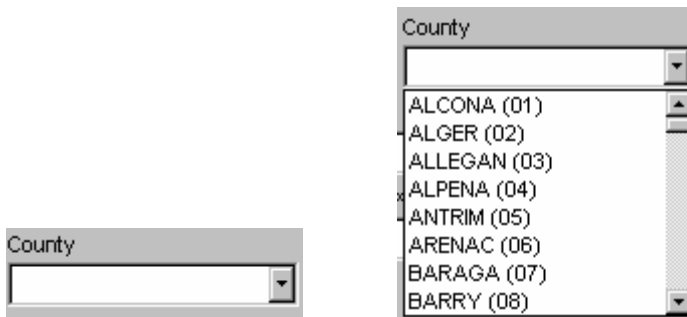 County
County
ALCONA (01)
ALGER (02)
ALLEGAN (03)
ALPENA (04)
ANTRIM (05)
ARENAC (06)
BARAGA (07)
BARRY (08)